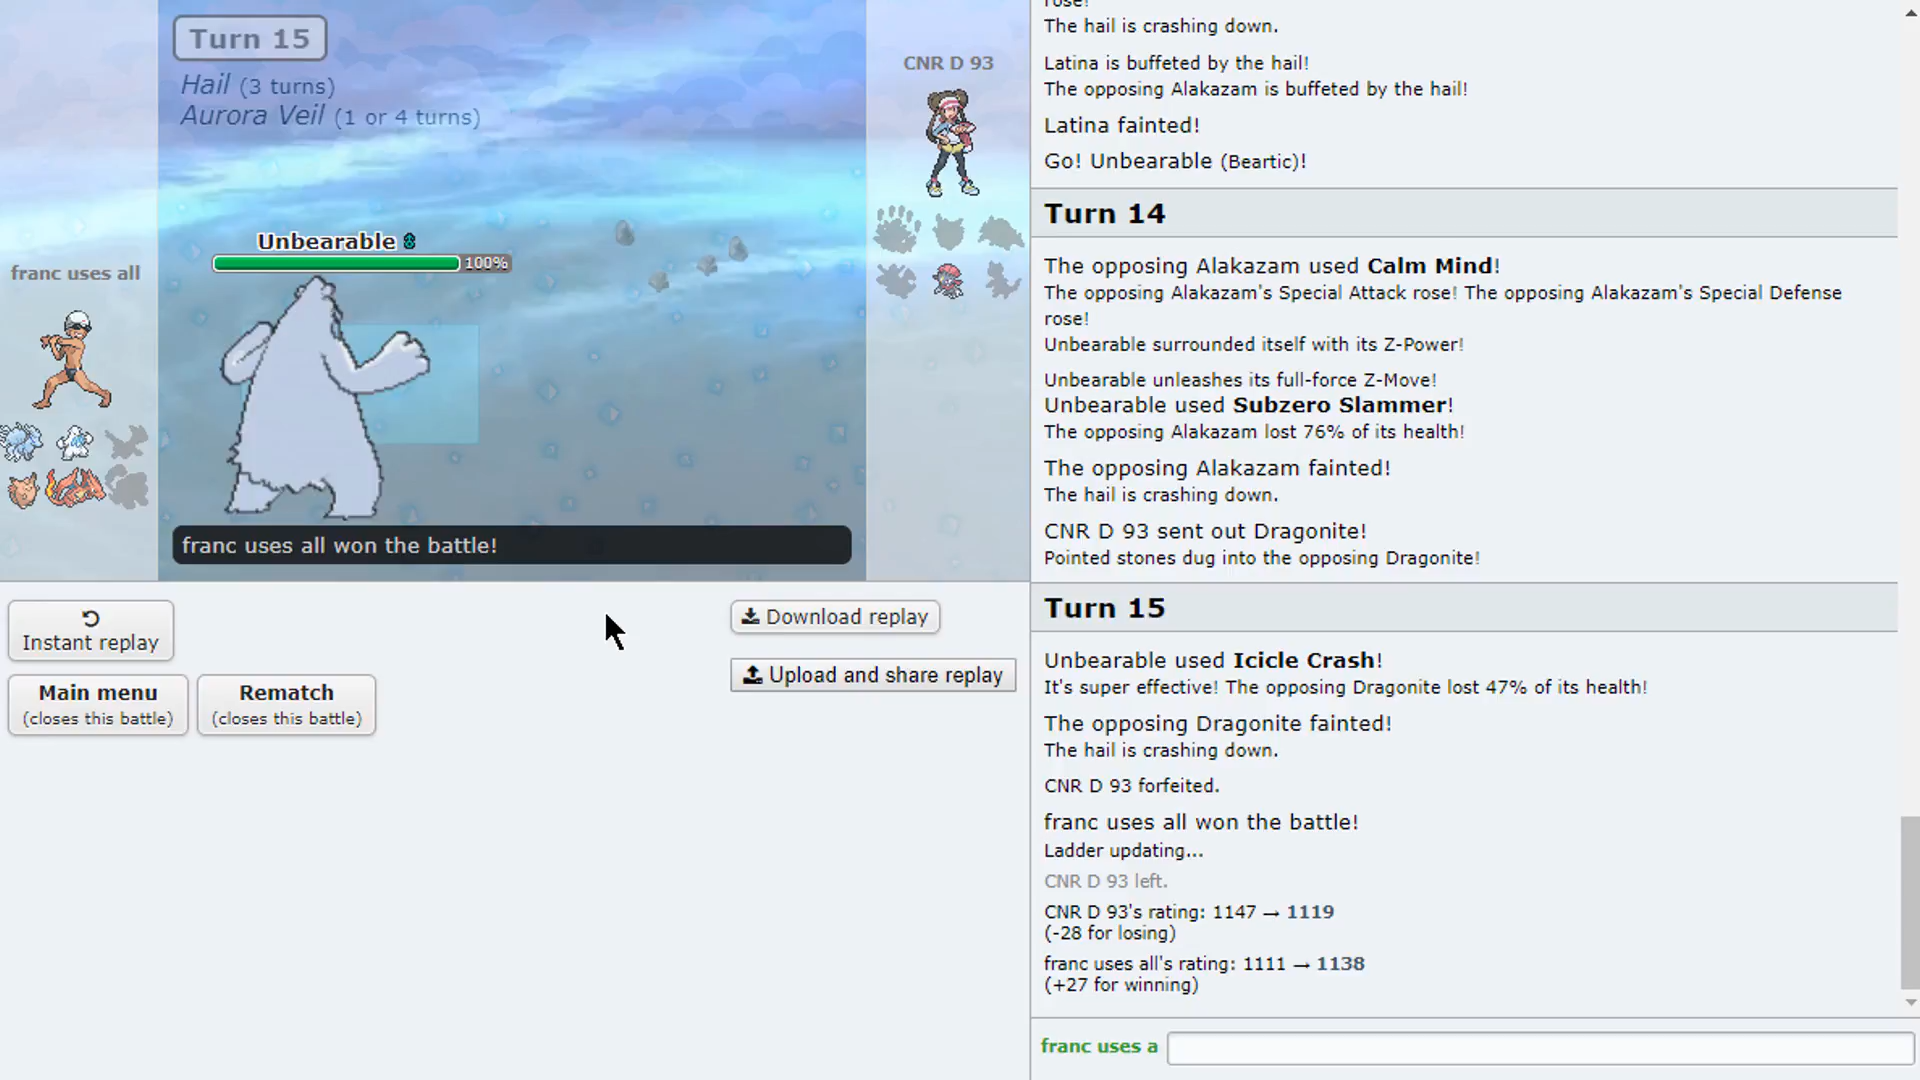 Turn 15
Hail (3 turns)
Aurora Veil (1 or 4 turns)
CNR D 93
Unbearable
100%
franc uses all
franc uses all won the battle!
Instant replay
Main menu
(closes this battle)
Rematch
(closes this battle)
Download replay
Upload and share replay
rose!
The hail is crashing down.
Latina is buffeted by the hail!
The opposing Alakazam is buffeted by the hail!
Latina fainted!
Go! Unbearable (Beartic)!
Turn 14
The opposing Alakazam used Calm Mind!
The opposing Alakazam's Special Attack rose! The opposing Alakazam's Special Defense
rose!
Unbearable surrounded itself with its Z-Power!
Unbearable unleashes its full-force Z-Move!
Unbearable used Subzero Slammer!
The opposing Alakazam lost 76% of its health!
The opposing Alakazam fainted!
The hail is crashing down.
CNR D 93 sent out Dragonite!
Pointed stones dug into the opposing Dragonite!
Turn 15
Unbearable used Icicle Crash!
It's super effective! The opposing Dragonite lost 47% of its health!
The opposing Dragonite fainted!
The hail is crashing down.
CNR D 93 forfeited.
franc uses all won the battle!
Ladder updating...
CNR D 93 left.
CNR D 93's rating: 1147 → 1119
(-28 for losing)
franc uses all's rating: 1111 → 1138
(+27 for winning)
franc uses a